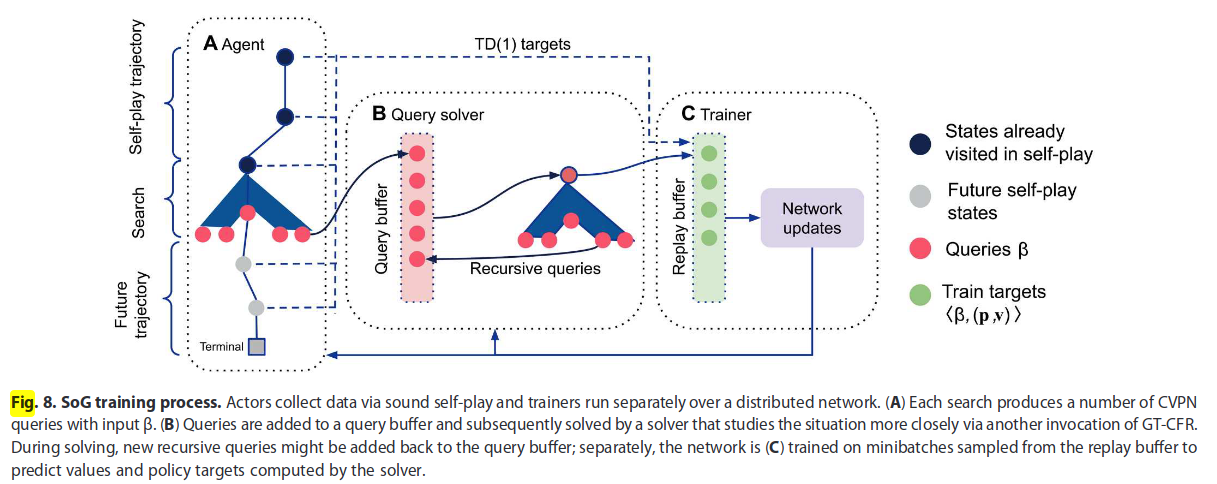 A Agent
TD(1) targets
Self-play trajectory
Search
Future
trajectory
Terminal
B Query solver
Query buffer
Recursive queries
C Trainer
Replay buffer
Network
updates
States already
visited in self-play
Future self-play
states
Queries β
Train targets
⟨β, (p,v) ⟩
Fig. 8. SoG training process. Actors collect data via sound self-play and trainers run separately over a distributed network. (A) Each search produces a number of CVPN
queries with input β. (B) Queries are added to a query buffer and subsequently solved by a solver that studies the situation more closely via another invocation of GT-CFR.
During solving, new recursive queries might be added back to the query buffer; separately, the network is (C) trained on minibatches sampled from the replay buffer to
predict values and policy targets computed by the solver.